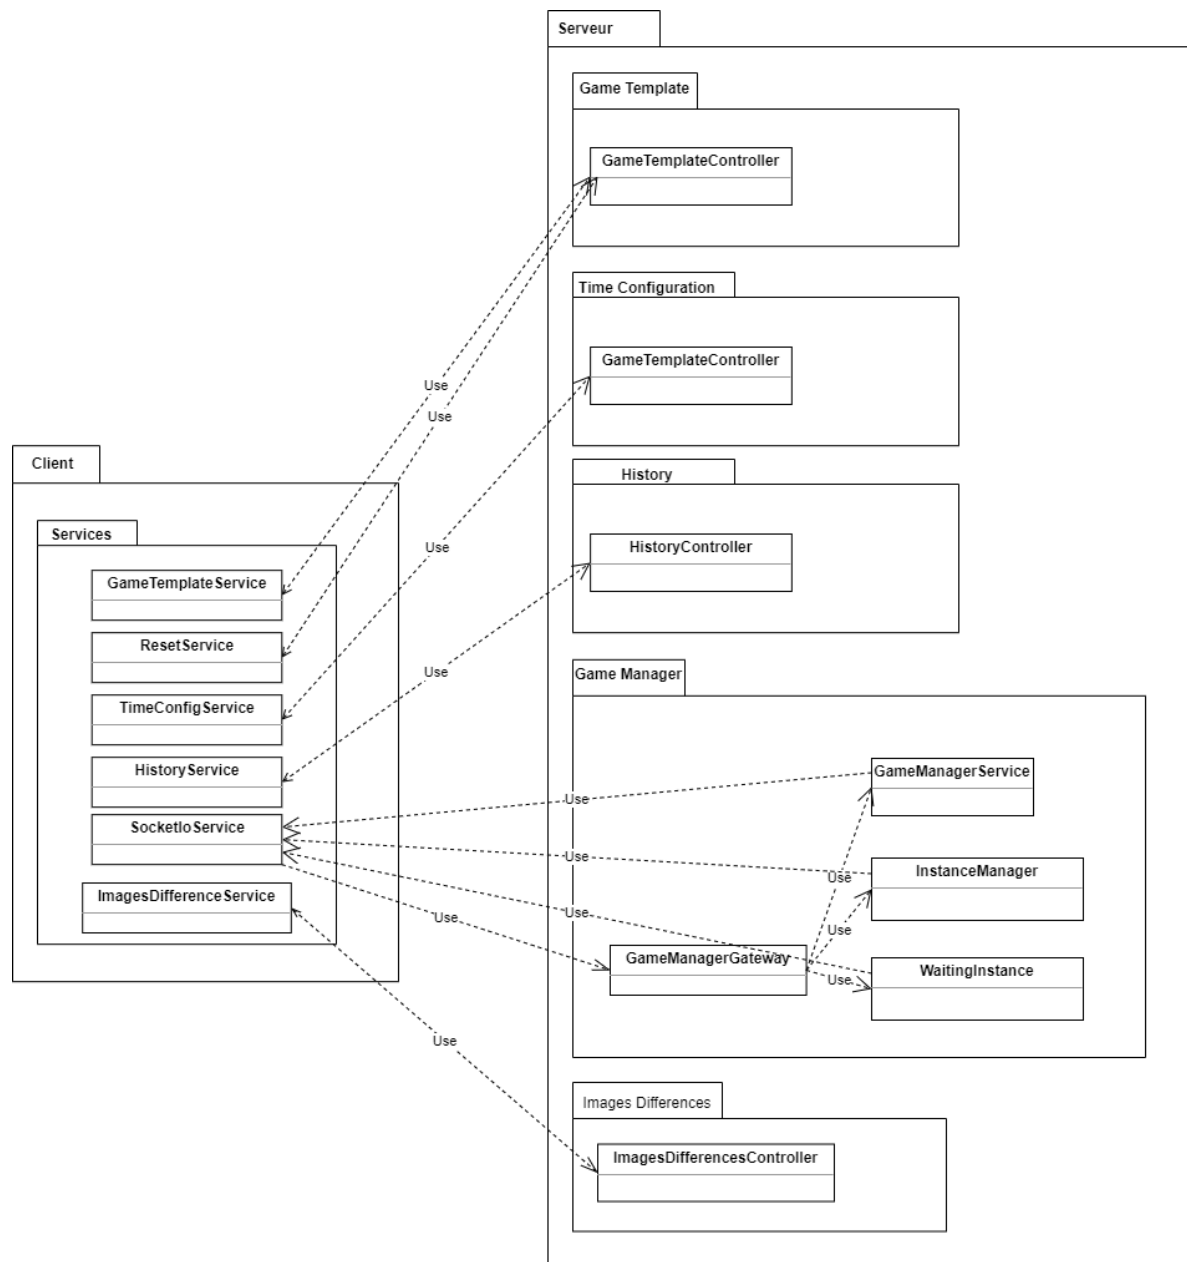 Serveur
Game Template
GameTemplateController
Time Configuration
GameTemplateController
Use
Use
Client
History
Services
Use
HistoryController
GameTemplateService
ResetService
Use
Game Manager
TimeConfigService
HistoryService
GameManagerService
Use
SocketIoService
Use
InstanceManager
Use
ImagesDifferenceService
Use
Use
Use
GameManagerGateway
WaitingInstance
Use
Use
Images Differences
ImagesDifferencesController